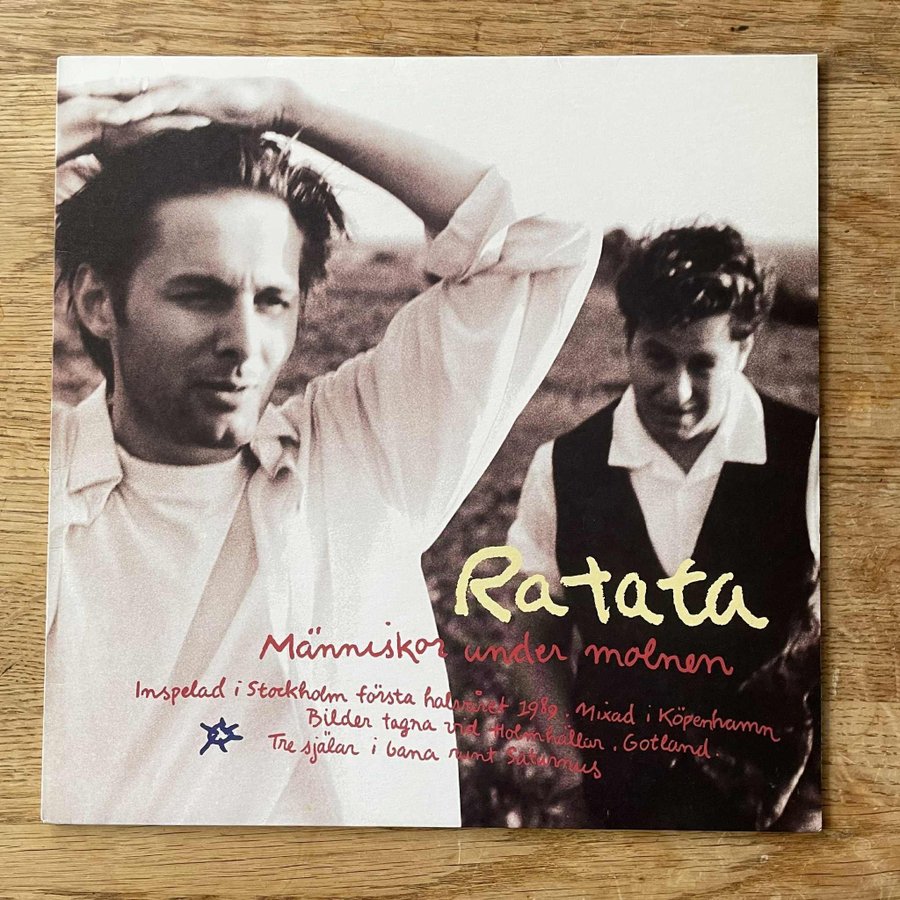 Ratata
Människor under molnen
Inspelad i Stockholm första halvåret 1989. Mixad i Köpenhamn
Bilder tagna vid Holmhällar. Gotland.
Tre själar i bana runt Saturnus